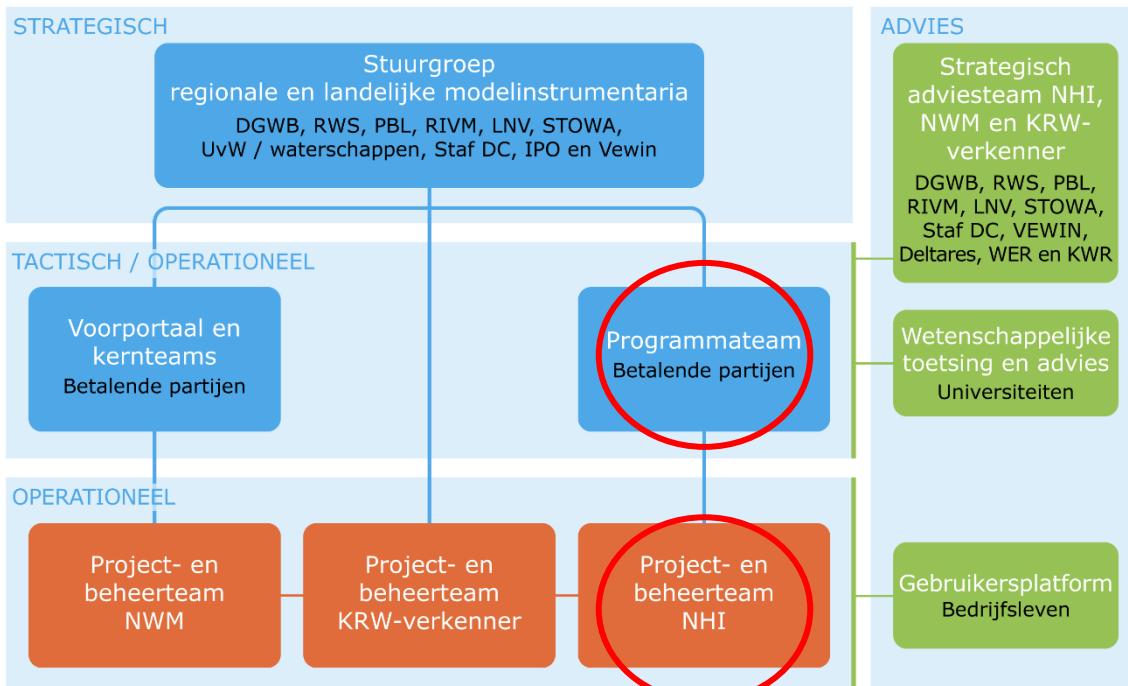 STRATEGISCH
Stuurgroep
regionale en landelijke modelinstrumentaria
DGWB, RWS, PBL, RIVM, LNV, STOWA,
UvW / waterschappen, Staf DC, IPO en Vewin
TACTISCH / OPERATIONEEL
Voorportaal en
kernteams
Betalende partijen
Programmateam
Betalende partijen
OPERATIONEEL
Project- en
beheerteam
NWM
Project- en
beheerteam
KRW-verkenner
Project- en
beheerteam
NHI
ADVIES
Strategisch
adviesteam NHI,
NWM en KRW-
verkenner
DGWB, RWS, PBL,
RIVM, LNV, STOWA,
Staf DC, VEWIN,
Deltares, WER en KWR
Wetenschappelijke
toetsing en advies
Universiteiten
Gebruikersplatform
Bedrijfsleven